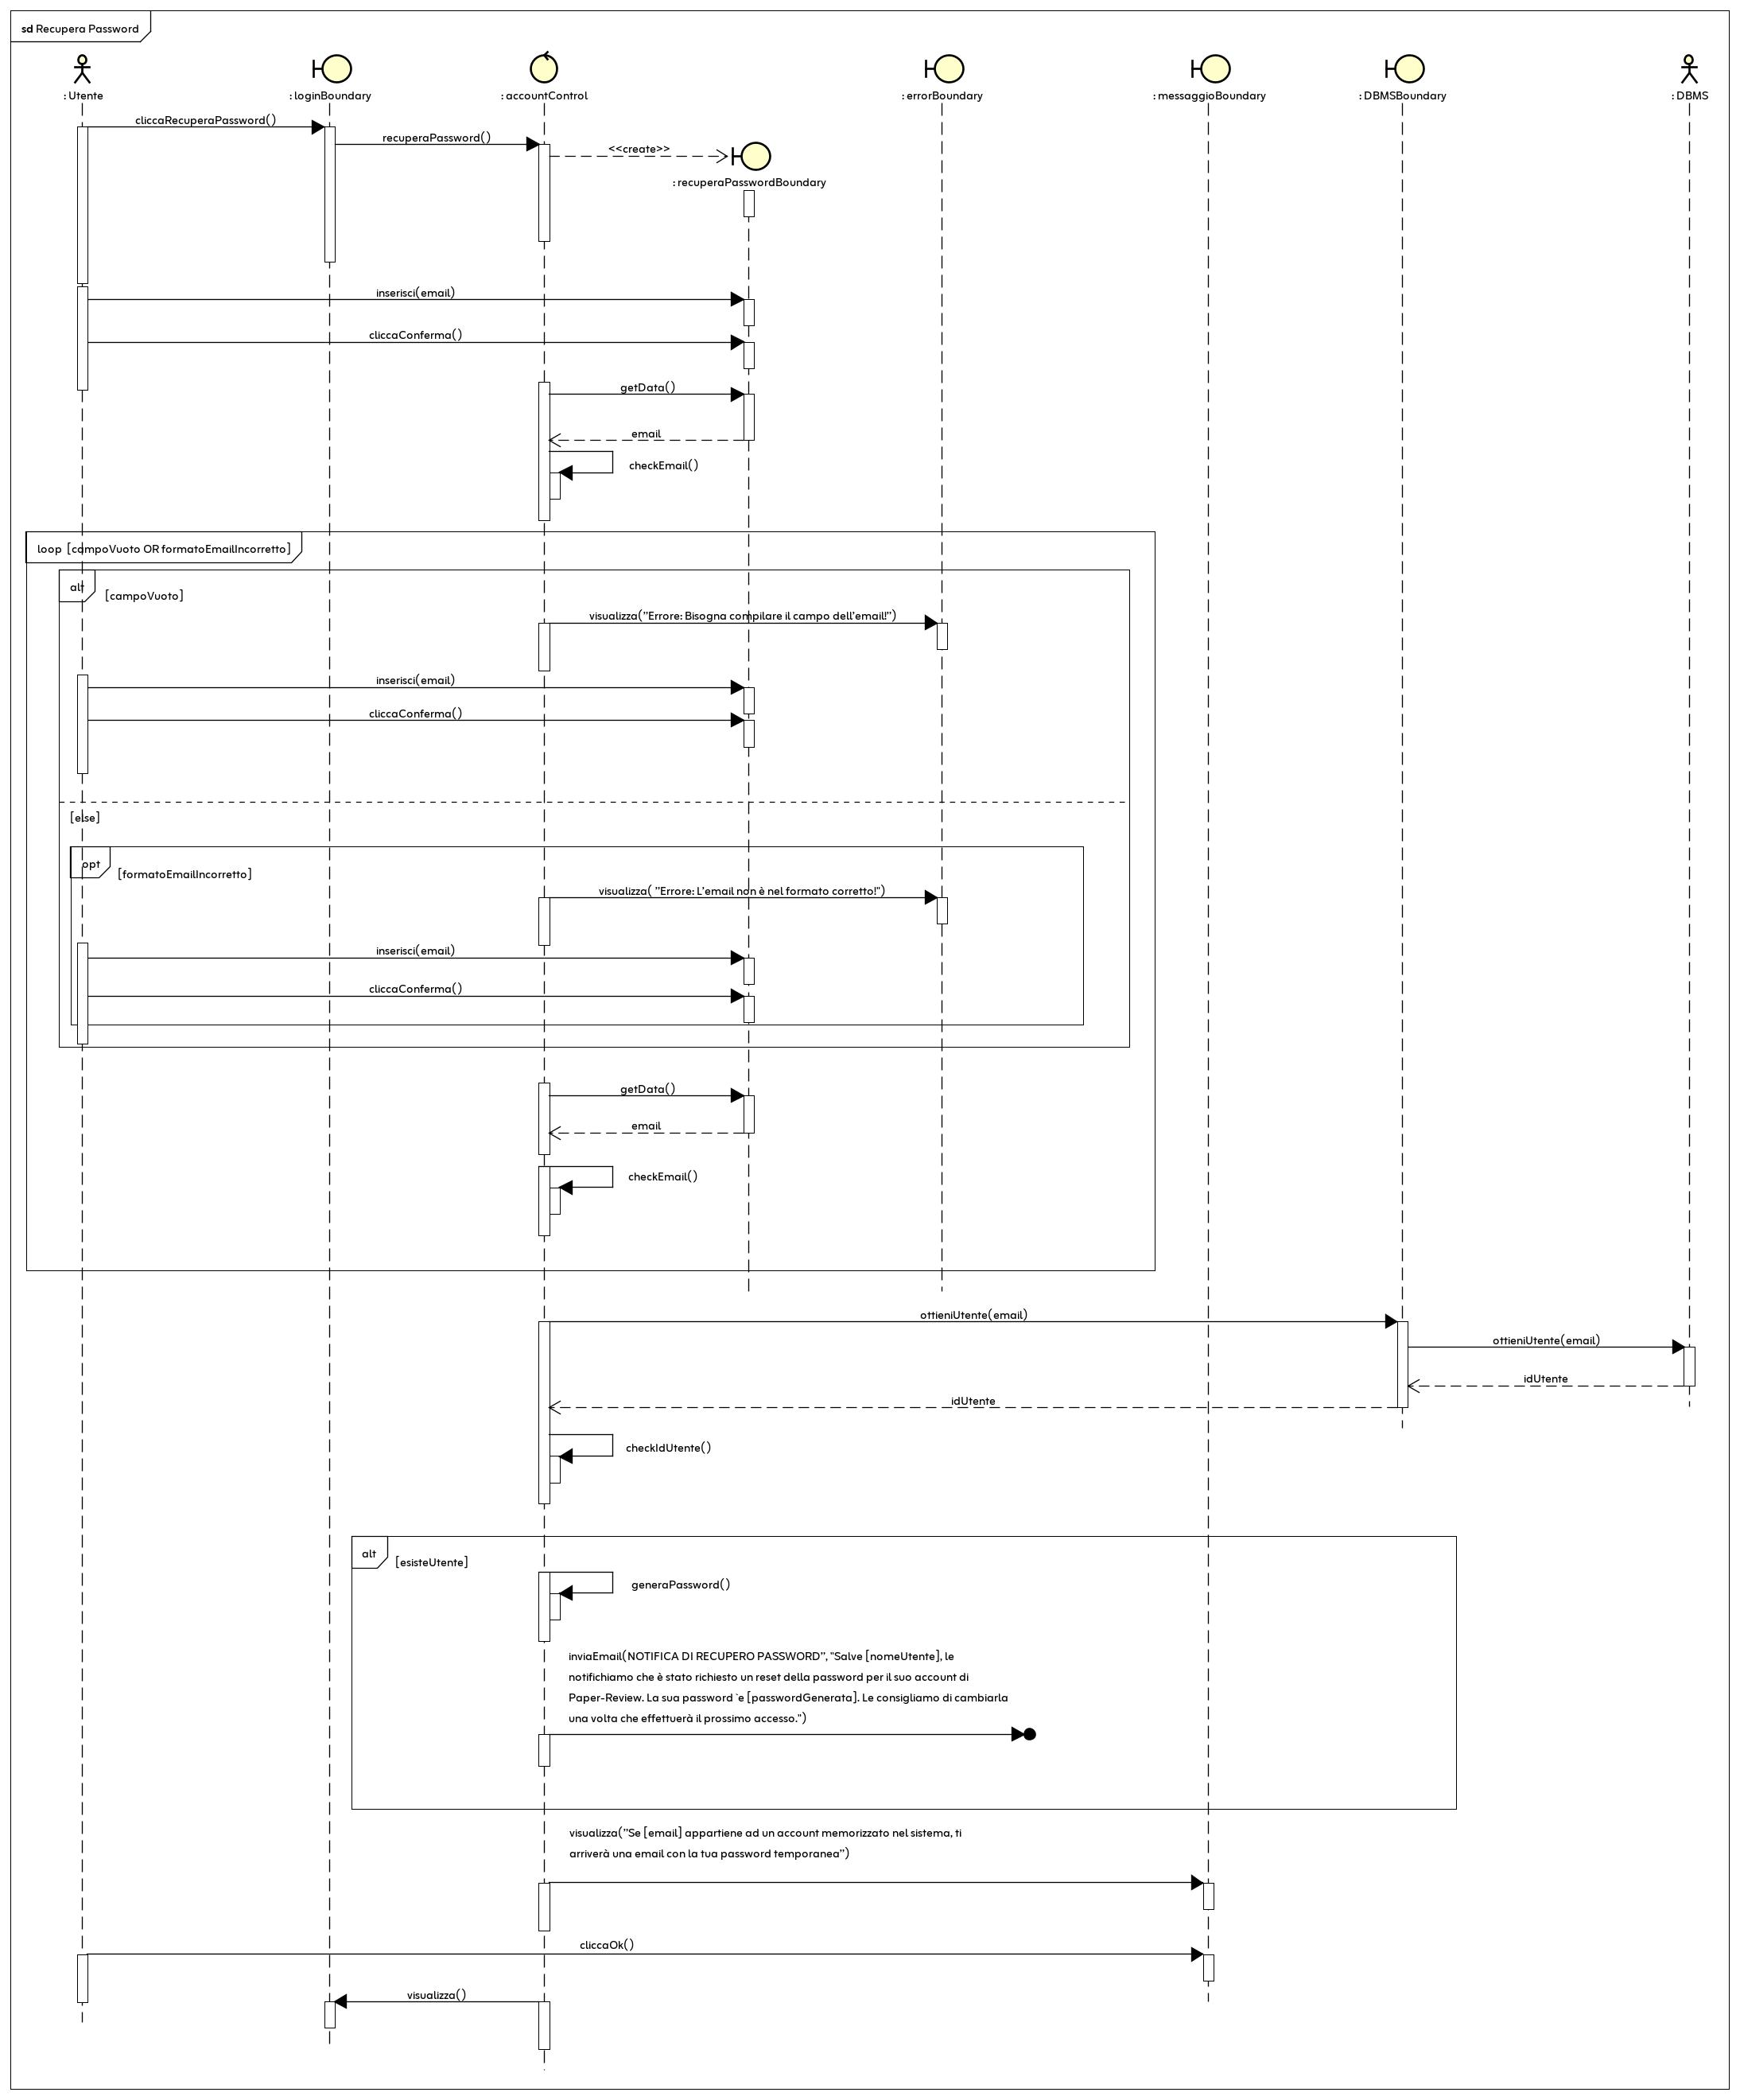 sd Recupera Password
: Utente
: loginBoundary
: accountControl
: errorBoundary
: messaggioBoundary
: DBMSBoundary
: DBMS
cliccaRecuperaPassword()
recuperaPassword()
<<create>>
: recuperaPasswordBoundary
inserisci(email)
cliccaConferma()
getData()
email
checkEmail()
loop [campoVuoto OR formatoEmailIncorretto]
alt
[campoVuoto]
visualizza("Errore: Bisogna compilare il campo dell'email!")
inserisci(email)
cliccaConferma()
[else]
opt
[formatoEmailIncorretto]
visualizza( "Errore: L'email non è nel formato corretto!")
inserisci(email)
cliccaConferma()
getData()
email
checkEmail()
ottieniUtente(email)
ottieniUtente(email)
idUtente
idUtente
checkIdUtente()
alt
[esisteUtente]
generaPassword()
inviaEmail(NOTIFICA DI RECUPERO PASSWORD", "Salve [nomeUtente], le
notifichiamo che è stato richiesto un reset della password per il suo account di
Paper-Review. La sua password `e [passwordGenerata]. Le consigliamo di cambiarla
una volta che effettuerà il prossimo accesso.")
visualizza("Se [email] appartiene ad un account memorizzato nel sistema, ti
arriverà una email con la tua password temporanea")
cliccaOk()
visualizza()